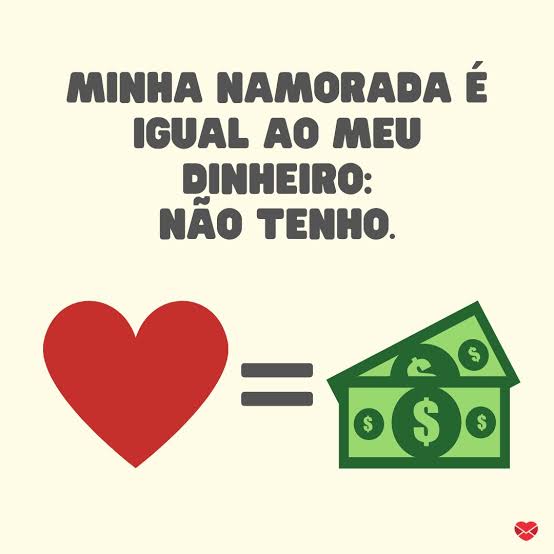 MINHA NAMORADA É
IGUAL AO MEU
DINHEIRO:
NÃO TENHO.
$
$
$ $ $